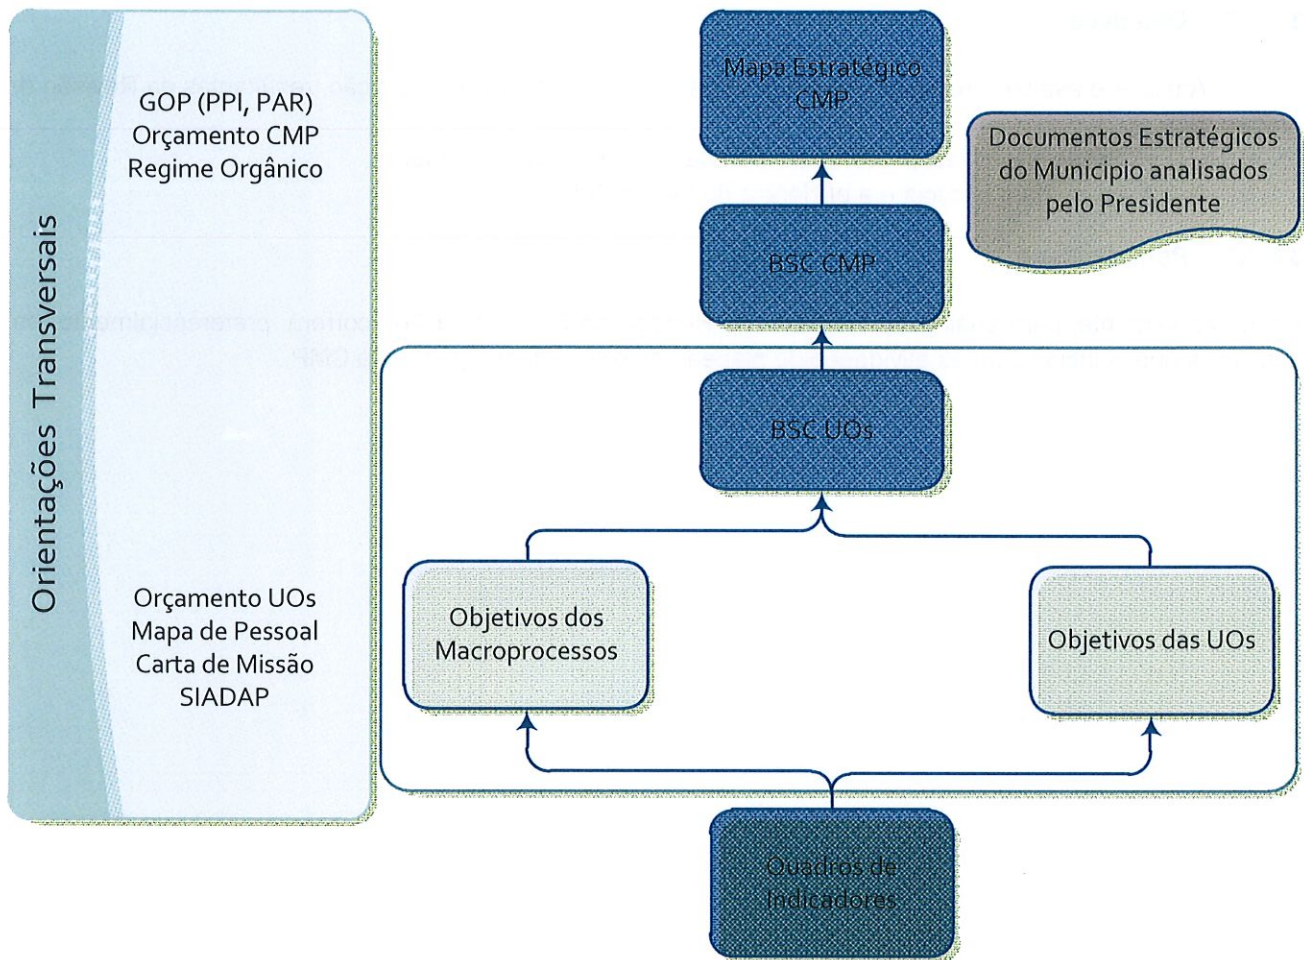 Orientações Transversais
GOP (PPI, PAR)
Orçamento CMP
Regime Orgânico
Orçamento UOs
Mapa de Pessoal
Carta de Missão
SIADAP
Mapa Estratégico
CMP
Documentos Estratégicos
do Municipio analisados
pelo Presidente
BSC CMP
BSC UOs
Objetivos dos
Macroprocessos
Objetivos das UOs
Quadros de
Indicadores